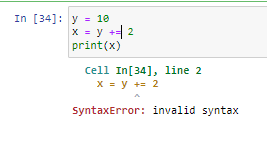 In [34]: y = 10
x = y += 2
print(x)
Cell In[34], line 2
x = y += 2
^
SyntaxError: invalid syntax